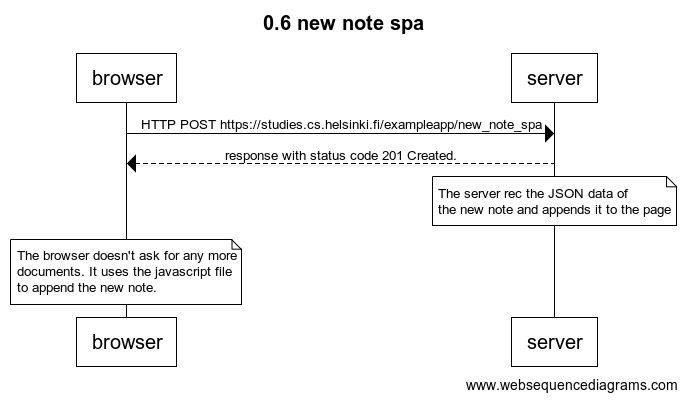 0.6 new note spa
browser
server
HTTP POST https://studies.cs.helsinki.fi/exampleapp/new_note_spa
response with status code 201 Created.
The server rec the JSON data of
the new note and appends it to the page
The browser doesn't ask for any more
documents. It uses the javascript file
to append the new note.
browser
server
www.websequencediagrams.com